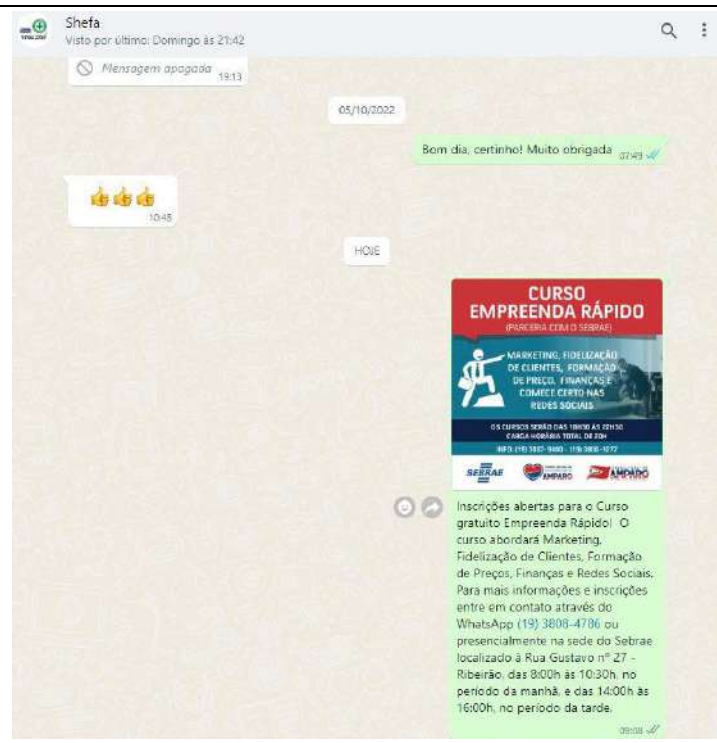 Shefa
Visto por último: Domingo às 21:42
Mensagem apagada 19:13
05/10/2022
Bom dia, certinho! Muito obrigada 07:49
10:45
HOJE
CURSO
EMPREENDA RÁPIDO
(PARCERIA COM O SEBRAE)
MARKETING, FIDELIZAÇÃO
DE CLIENTES, FORMAÇÃO
DE PREÇO, FINANÇAS E
COMECE CERTO NAS
REDES SOCIAIS
OS CURSOS SERÃO DAS 18H30 ÀS 22H30
CARGA HORÁRIA TOTAL DE 20H
SEBRAE AMPARO AMPARO
Inscrições abertas para o Curso
gratuito Empreenda Rápido! O
curso abordará Marketing,
Fidelização de Clientes, Formação
de Preços, Finanças e Redes Sociais.
Para mais informações e inscrições
entre em contato através do
WhatsApp (19) 3808-4786 ou
presencialmente na sede do Sebrae
localizado à Rua Gustavo nº 27 -
Ribeirão, das 8:00h às 10:30h, no
período da manhã, e das 14:00h às
16:00h, no período da tarde.
09:08